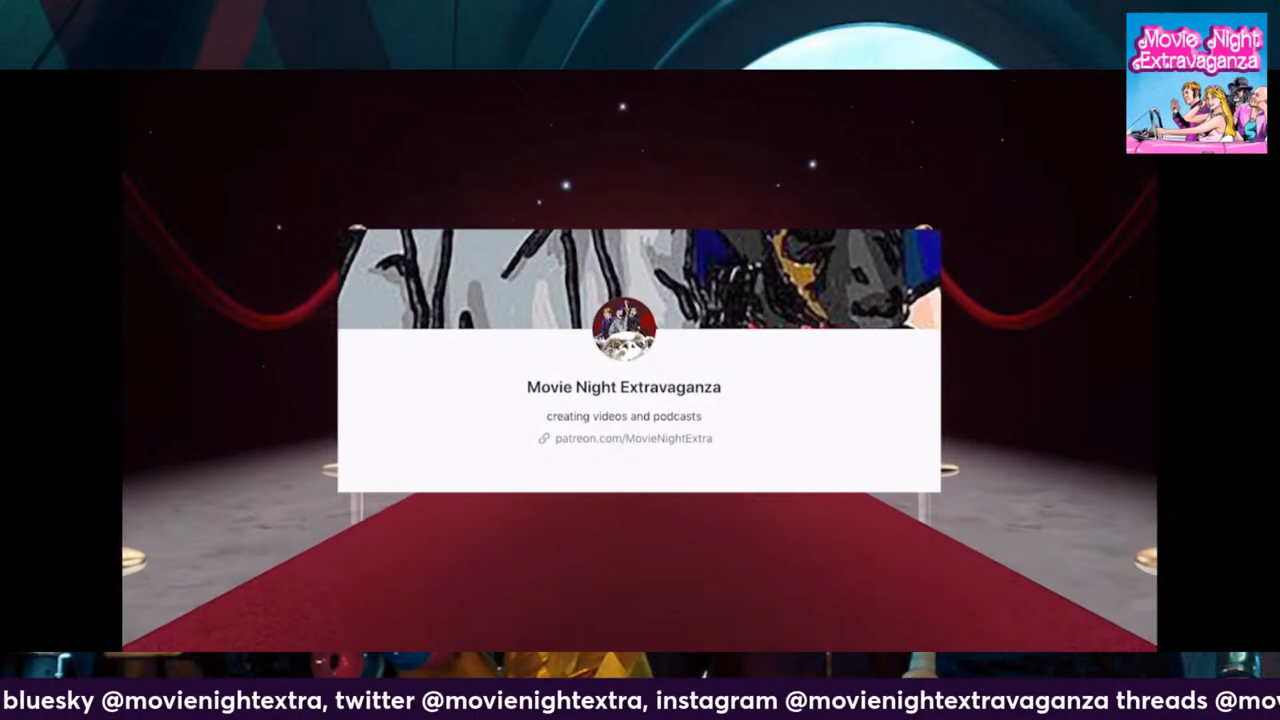 Movie Night
Extravaganza
Movie Night Extravaganza
creating videos and podcasts
patreon.com/MovieNightExtra
bluesky @movienightextra, twitter @movienightextra, instagram @movienightextravaganza threads @mo